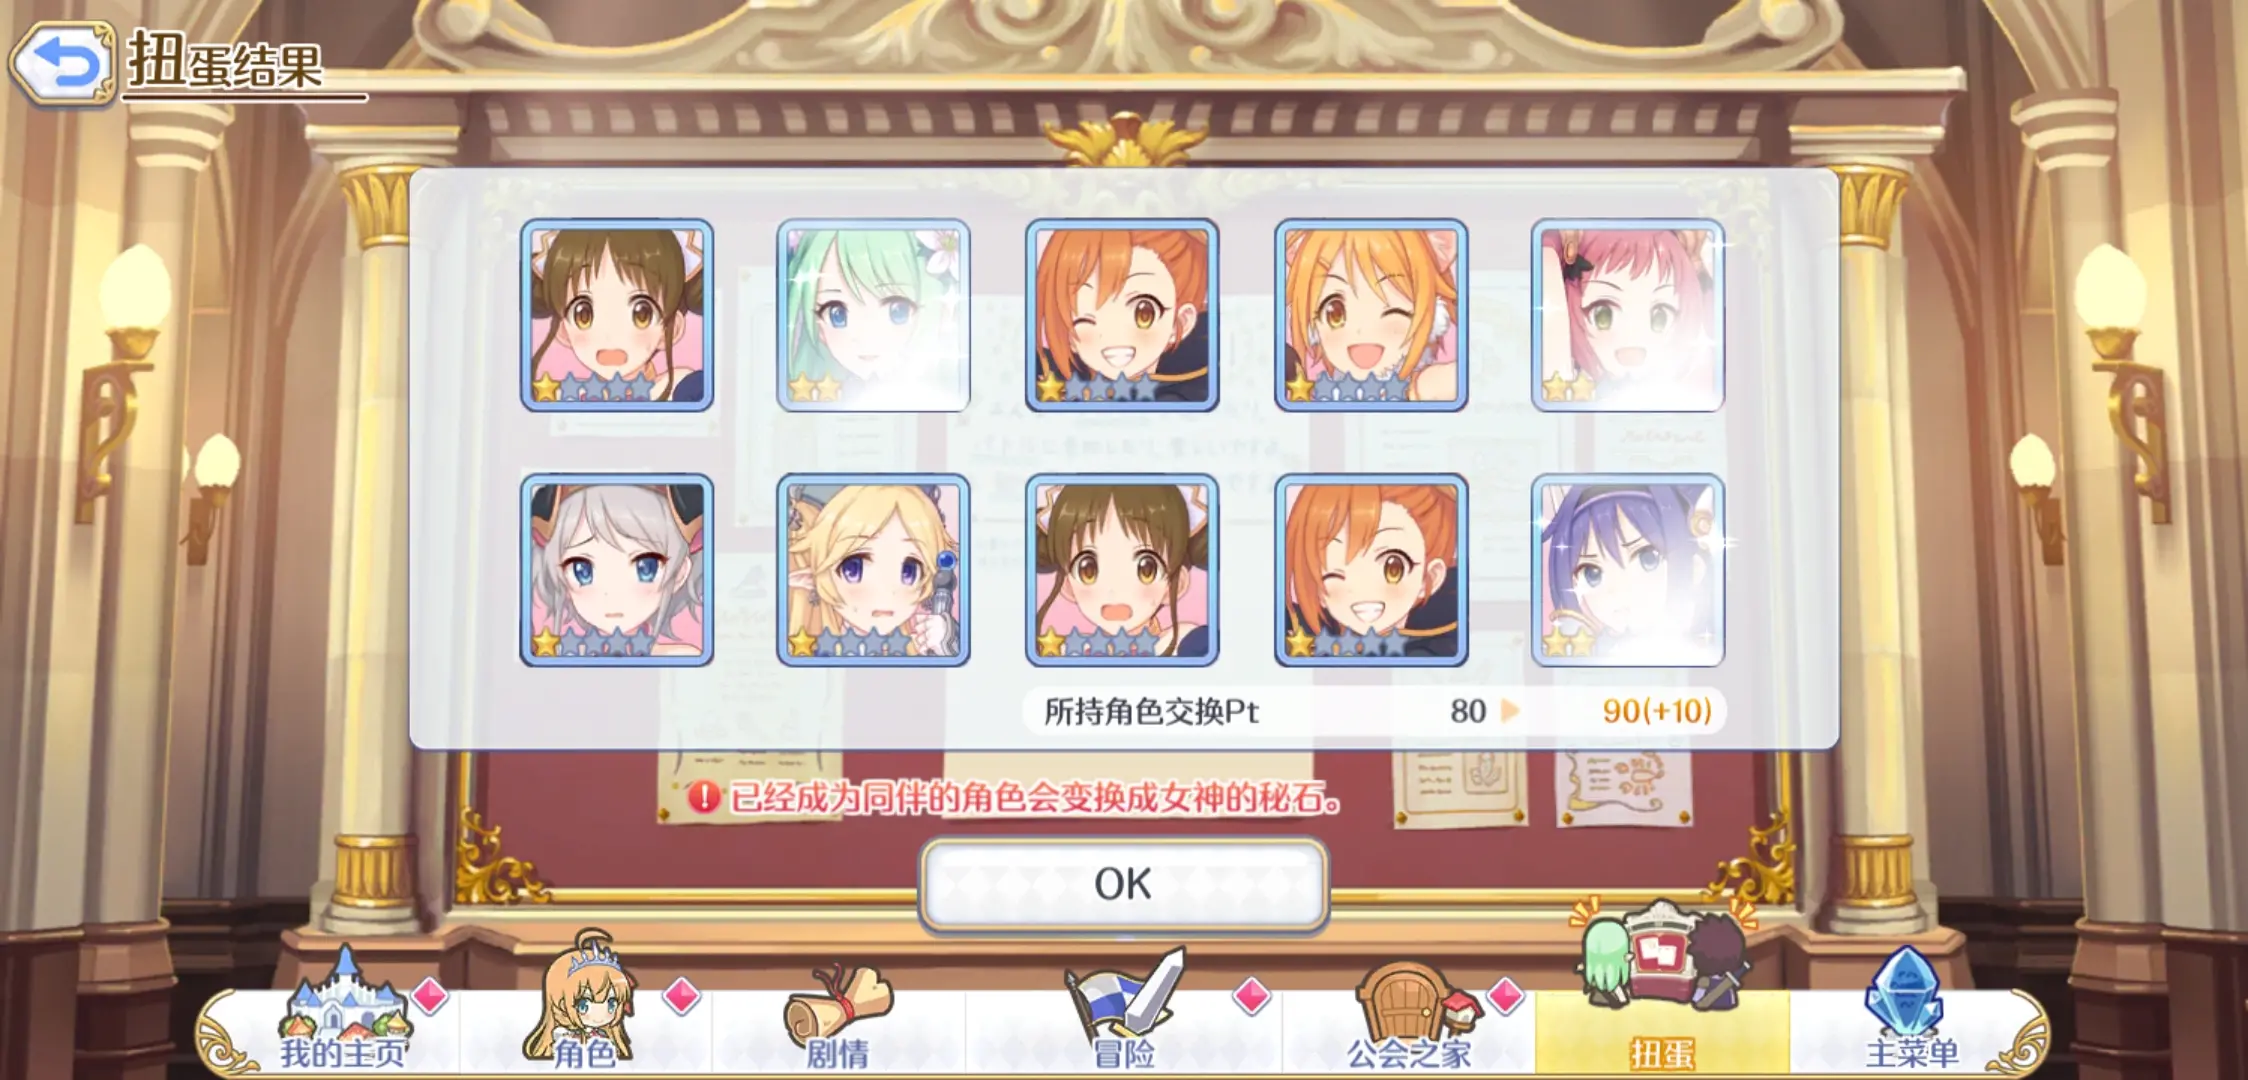 扭蛋结果
所持角色交换Pt 80 90(+10)
已经成为同伴的角色会变换成女神的秘石。
OK
我的主页 角色 剧情 冒险 公会之家 扭蛋 主菜单